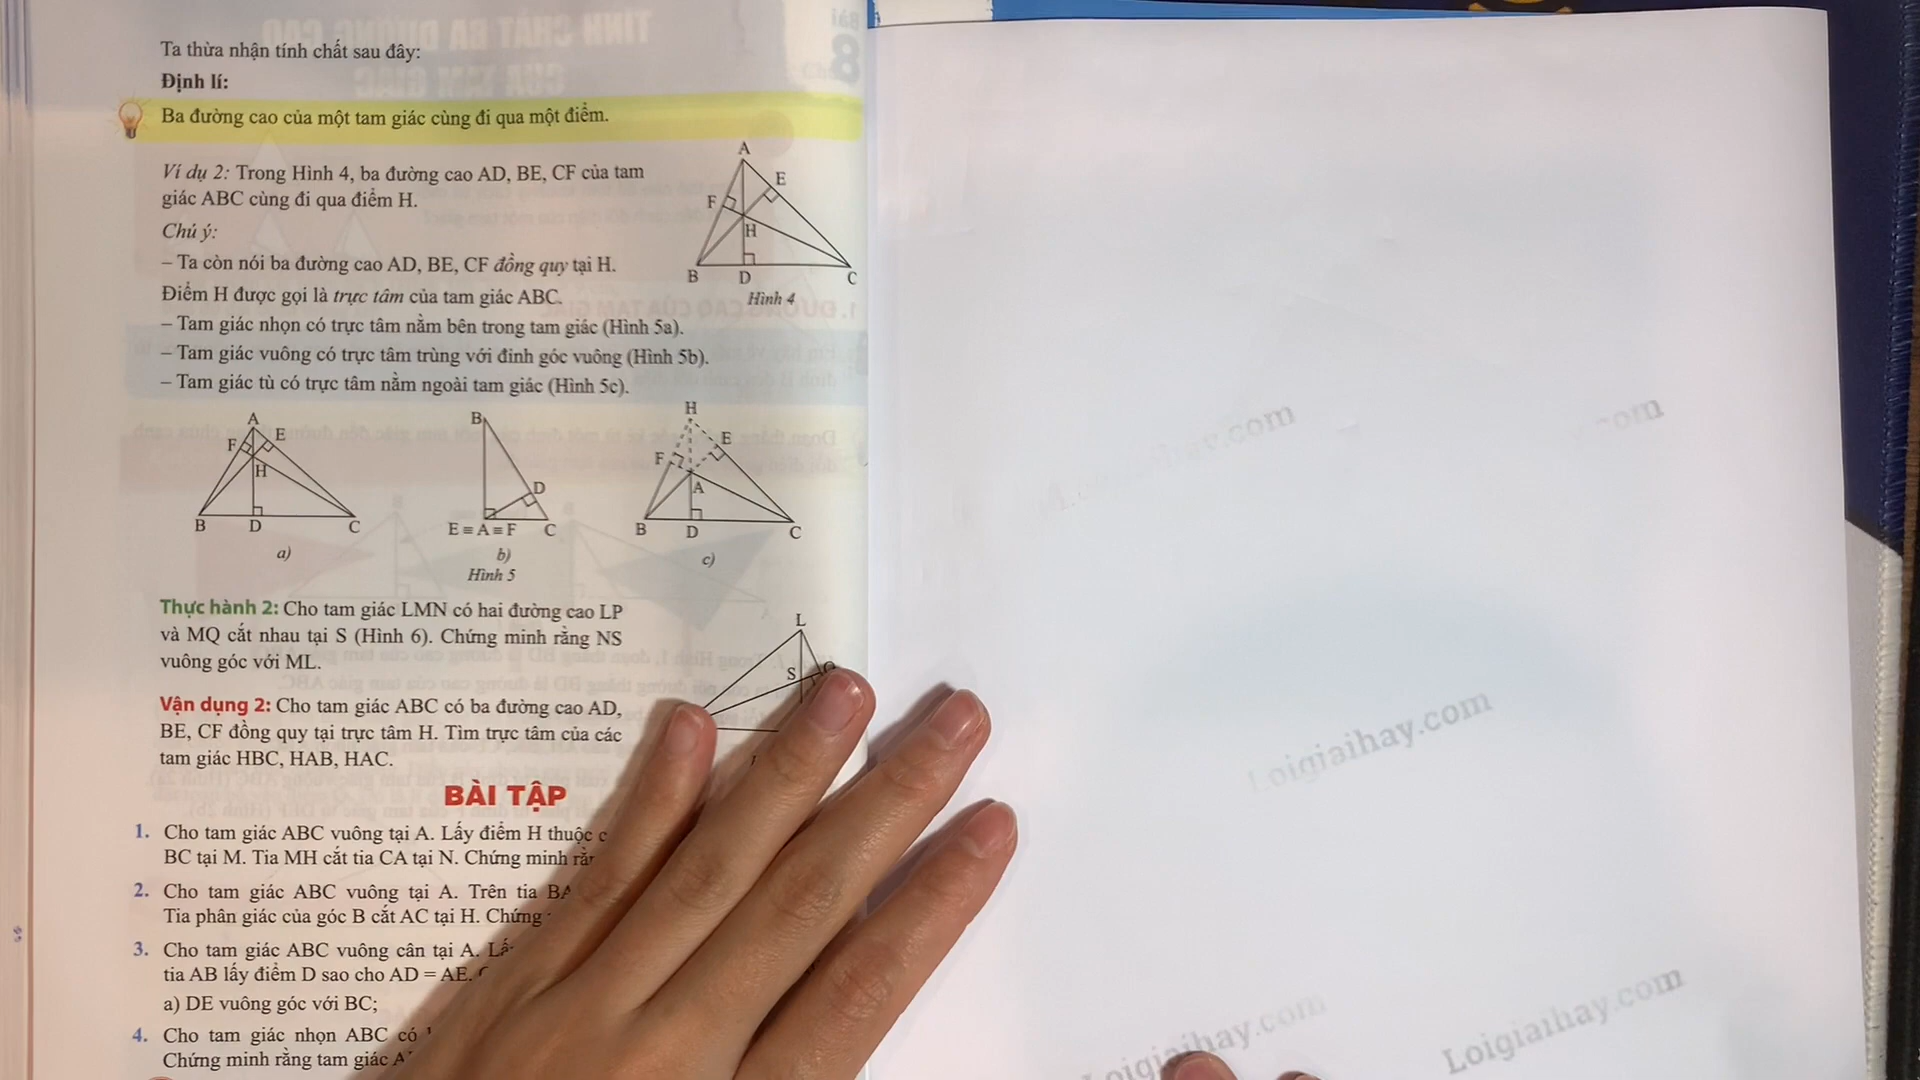 Ta thừa nhận tính chất sau đây:
Định lí:
Ba đường cao của một tam giác cùng đi qua một điểm.
Ví dụ 2: Trong Hình 4, ba đường cao AD, BE, CF của tam
giác ABC cùng đi qua điểm H.
Chú ý:
– Ta còn nói ba đường cao AD, BE, CF đồng quy tại H.
Điểm H được gọi là trực tâm của tam giác ABC.
A
E
F
H
B
D
C
Hình 4
– Tam giác nhọn có trực tâm nằm bên trong tam giác (Hình 5a).
– Tam giác vuông có trực tâm trùng với đỉnh góc vuông (Hình 5b).
– Tam giác tù có trực tâm nằm ngoài tam giác (Hình 5c).
A
F E
H
B D C
a)
B
D
E ≡ A ≡ F C
b)
Hình 5
H
E
F
A
B D C
c)
Thực hành 2: Cho tam giác LMN có hai đường cao LP
và MQ cắt nhau tại S (Hình 6). Chứng minh rằng NS
vuông góc với ML.
L
S
Vận dụng 2: Cho tam giác ABC có ba đường cao AD,
BE, CF đồng quy tại trực tâm H. Tìm trực tâm của các
tam giác HBC, HAB, HAC.
BÀI TẬP
1. Cho tam giác ABC vuông tại A. Lấy điểm H thuộc
BC tại M. Tia MH cắt tia CA tại N. Chứng minh
2. Cho tam giác ABC vuông tại A. Trên tia
Tia phân giác của góc B cắt AC tại H. Chứng
3. Cho tam giác ABC vuông cân tại A.
tia AB lấy điểm D sao cho AD = AE.
a) DE vuông góc với BC;
4. Cho tam giác nhọn ABC có
Chứng minh rằng tam giác
Loigiaihay.com
Loigiaihay.com
Loigiaihay.com